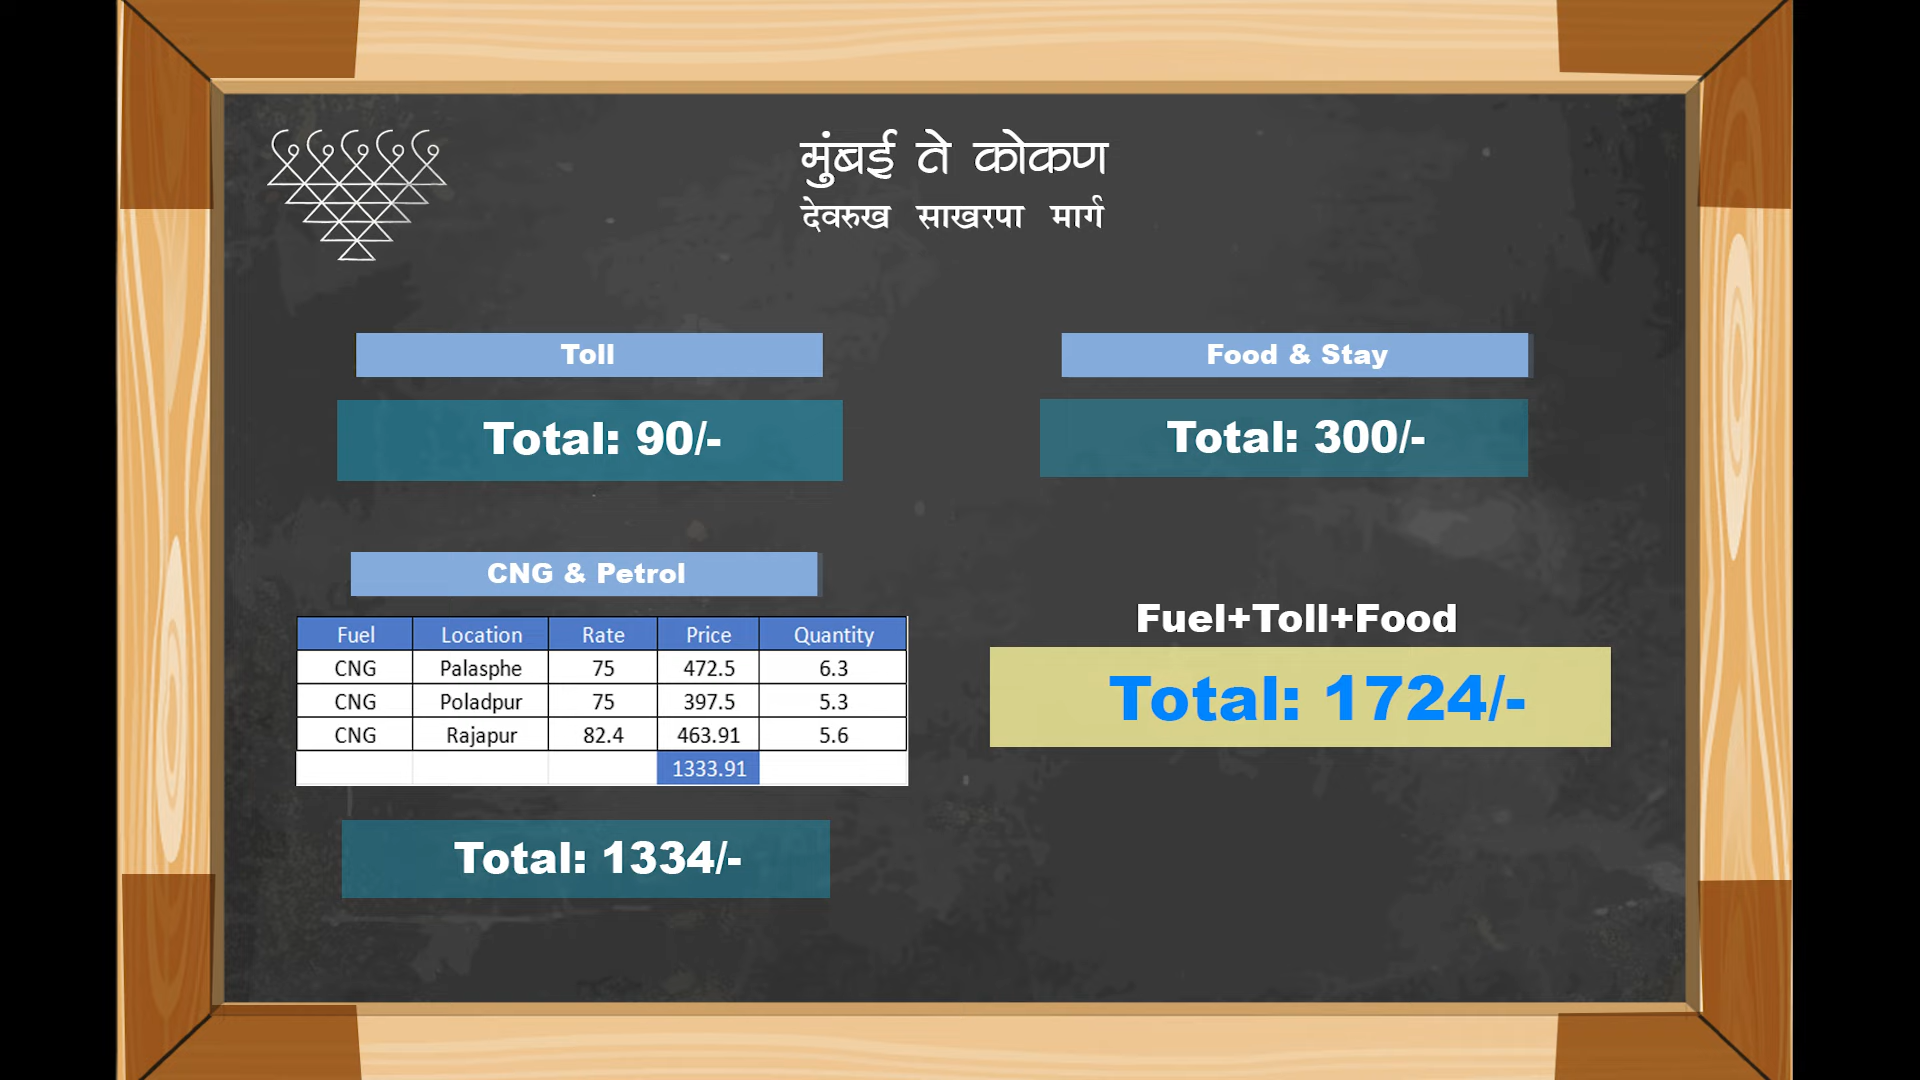 मुंबई ते कोकण
देवरुख साखरपा मार्ग
Toll
Total: 90/-
Food & Stay
Total: 300/-
CNG & Petrol
Fuel Location Rate Price Quantity
CNG Palasphe 75 472.5 6.3
CNG Poladpur 75 397.5 5.3
CNG Rajapur 82.4 463.91 5.6
1333.91
Total: 1334/-
Fuel+Toll+Food
Total: 1724/-